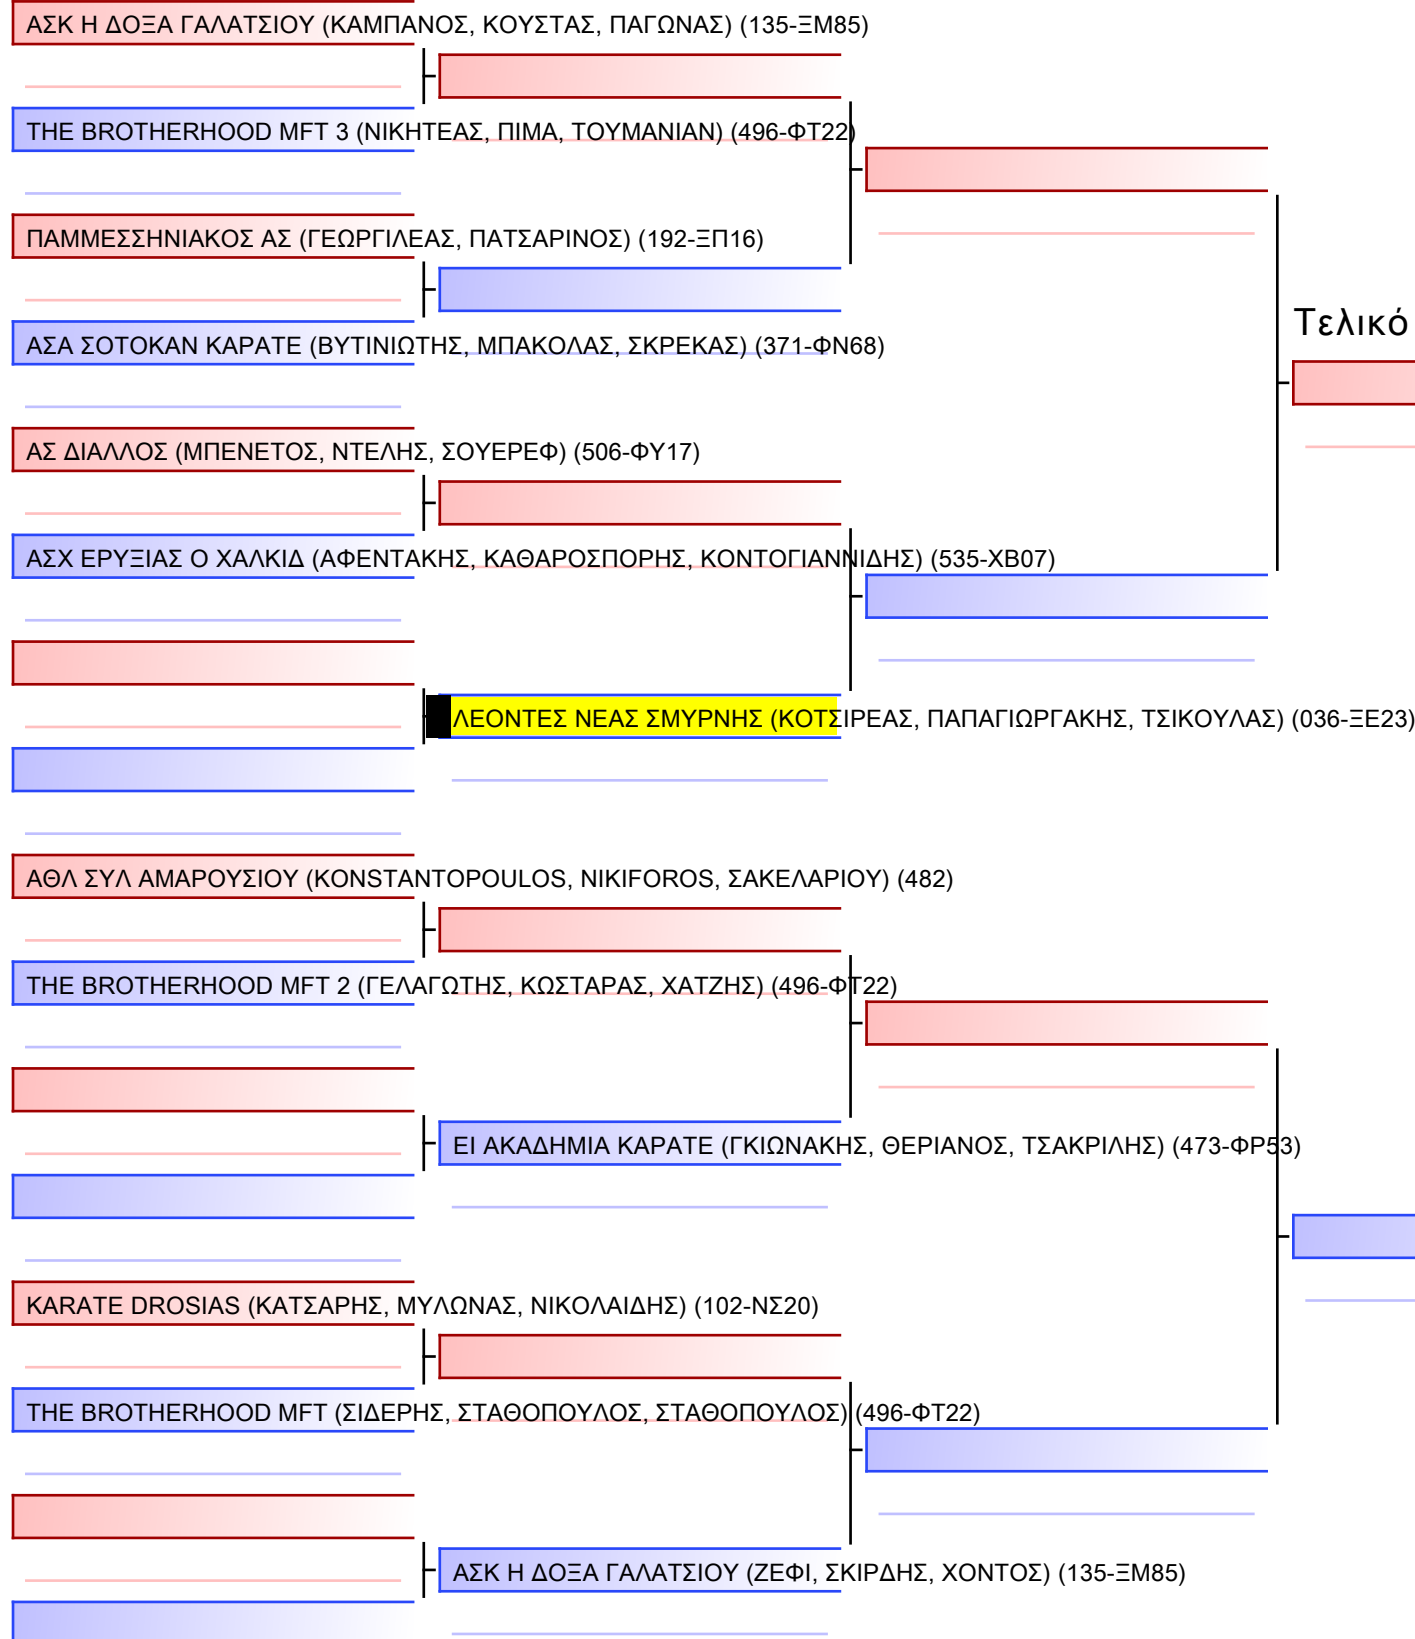 ΑΣΚ Η ΔΟΞΑ ΓΑΛΑΤΣΙΟΥ (ΚΑΜΠΑΝΟΣ, ΚΟΥΣΤΑΣ, ΠΑΓΩΝΑΣ) (135-ΞΜ85)
THE BROTHERHOOD MFT 3 (ΝΙΚΗΤΕΑΣ, ΠΙΜΑ, ΤΟΥΜΑΝΙΑΝ) (496-ΦΤ22)
ΠΑΜΜΕΣΣΗΝΙΑΚΟΣ ΑΣ (ΓΕΩΡΓΙΛΕΑΣ, ΠΑΤΣΑΡΙΝΟΣ) (192-ΞΠ16)
Τελικό
ΑΣΑ ΣΟΤΟΚΑΝ ΚΑΡΑΤΕ (ΒΥΤΙΝΙΩΤΗΣ, ΜΠΑΚΟΛΑΣ, ΣΚΡΕΚΑΣ) (371-ΦΝ68)
ΑΣ ΔΙΑΛΛΟΣ (ΜΠΕΝΕΤΟΣ, ΝΤΕΛΗΣ, ΣΟΥΕΡΕΦ) (506-ΦΥ17)
ΑΣΧ ΕΡΥΞΙΑΣ Ο ΧΑΛΚΙΔ (ΑΦΕΝΤΑΚΗΣ, ΚΑΘΑΡΟΣΠΟΡΗΣ, ΚΟΝΤΟΓΙΑΝΝΙΔΗΣ) (535-ΧΒ07)
ΛΕΟΝΤΕΣ ΝΕΑΣ ΣΜΥΡΝΗΣ (ΚΟΤΣΙΡΕΑΣ, ΠΑΠΑΓΙΩΡΓΑΚΗΣ, ΤΣΙΚΟΥΛΑΣ) (036-ΞΕ23)
ΑΘΛ ΣΥΛ ΑΜΑΡΟΥΣΙΟΥ (KONSTANTOPOULOS, NIKIFOROS, ΣΑΚΕΛΑΡΙΟΥ) (482)
THE BROTHERHOOD MFT 2 (ΓΕΛΑΓΩΤΗΣ, ΚΩΣΤΑΡΑΣ, ΧΑΤΖΗΣ) (496-ΦΤ22)
ΕΙ ΑΚΑΔΗΜΙΑ ΚΑΡΑΤΕ (ΓΚΙΩΝΑΚΗΣ, ΘΕΡΙΑΝΟΣ, ΤΣΑΚΡΙΛΗΣ) (473-ΦΡ53)
KARATE DROSIAS (ΚΑΤΣΑΡΗΣ, ΜΥΛΩΝΑΣ, ΝΙΚΟΛΑΙΔΗΣ) (102-ΝΣ20)
THE BROTHERHOOD MFT (ΣΙΔΕΡΗΣ, ΣΤΑΘΟΠΟΥΛΟΣ, ΣΤΑΘΟΠΟΥΛΟΣ) (496-ΦΤ22)
ΑΣΚ Η ΔΟΞΑ ΓΑΛΑΤΣΙΟΥ (ΖΕΦΙ, ΣΚΙΡΔΗΣ, ΧΟΝΤΟΣ) (135-ΞΜ85)